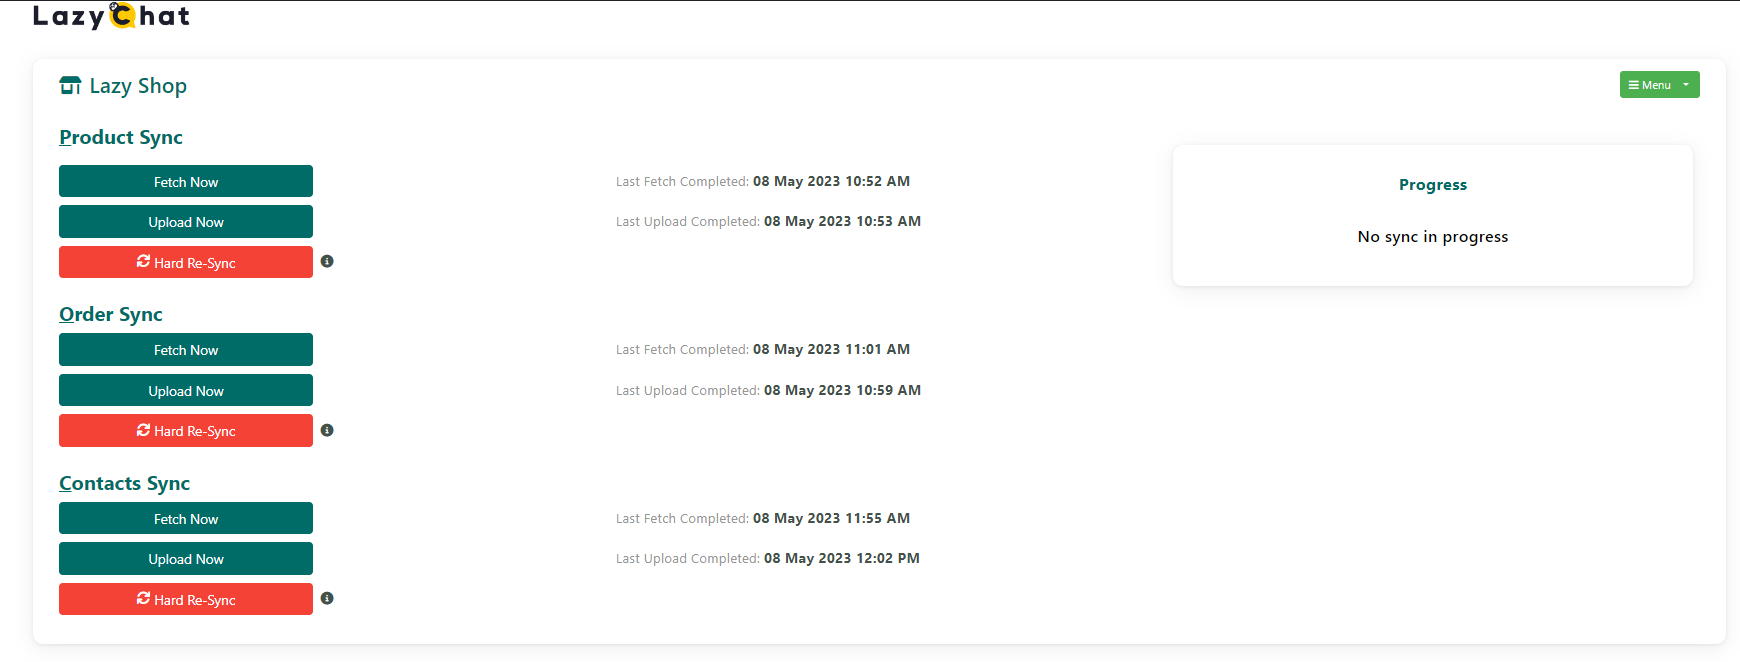 LazyChat
Lazy Shop
Menu
Product Sync
Fetch Now
Last Fetch Completed: 08 May 2023 10:52 AM
Upload Now
Last Upload Completed: 08 May 2023 10:53 AM
Hard Re-Sync
Progress
No sync in progress
Order Sync
Fetch Now
Last Fetch Completed: 08 May 2023 11:01 AM
Upload Now
Last Upload Completed: 08 May 2023 10:59 AM
Hard Re-Sync
Contacts Sync
Fetch Now
Last Fetch Completed: 08 May 2023 11:55 AM
Upload Now
Last Upload Completed: 08 May 2023 12:02 PM
Hard Re-Sync